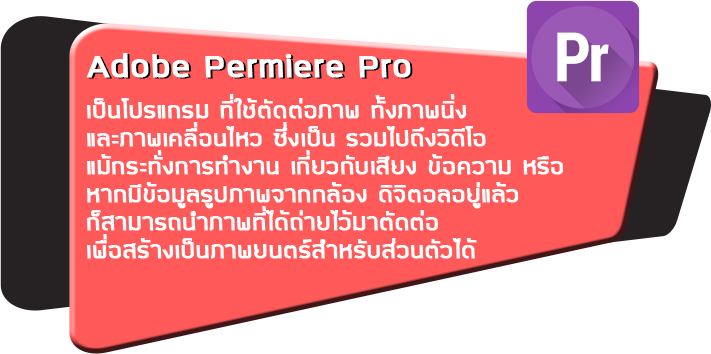 Adobe Permiere Pro
Pr
เป็นโปรแกรม ที่ใช้ตัดต่อภาพ ทั้งภาพนิ่ง
และภาพเคลื่อนไหว ซึ่งเป็น รวมไปถึงวิดีโอ
แม้กระทั่งการทำงาน เกี่ยวกับเสียง ข้อความ หรือ
หากมีข้อมูลรูปภาพจากกล้อง ดิจิตอลอยู่แล้ว
ก็สามารถนำภาพที่ได้ถ่ายไว้มาตัดต่อ
เพื่อสร้างเป็นภาพยนตร์สำหรับส่วนตัวได้